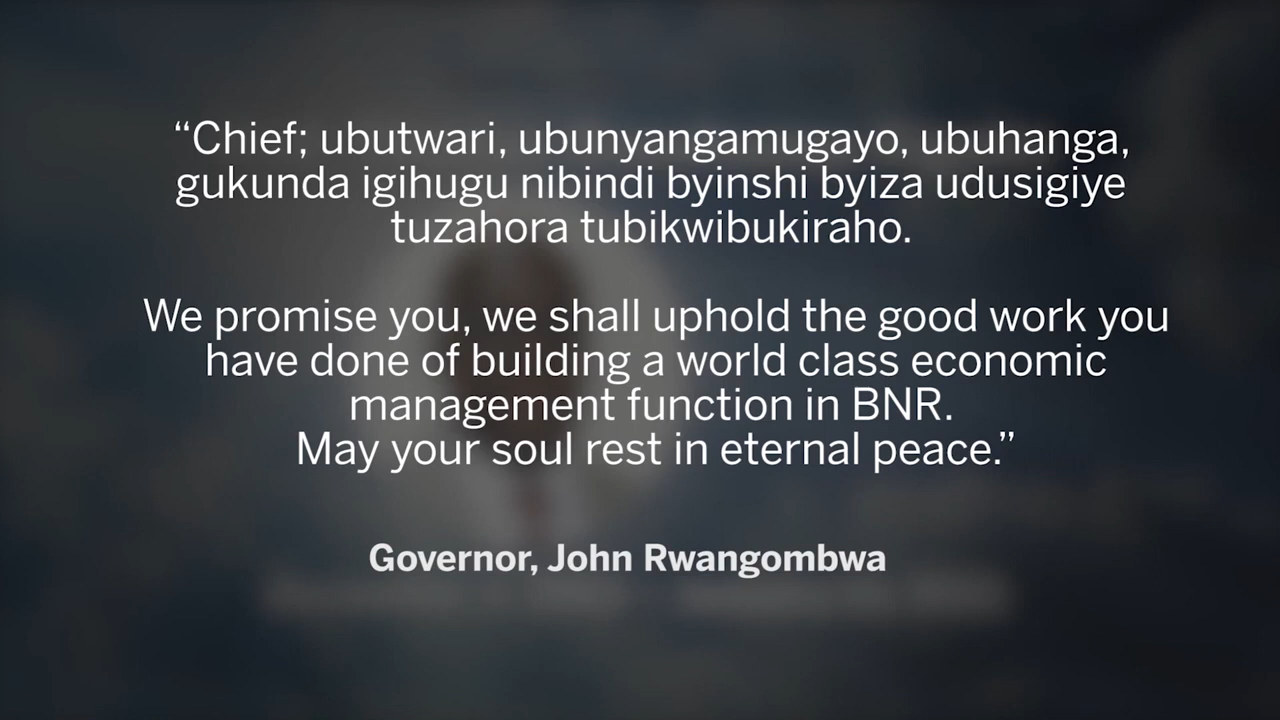 “Chief; ubutwari, ubunyangamugayo, ubuhanga,
gukunda igihugu nibindi byinshi byiza udusigiye
tuzahora tubikwibukiraho.
We promise you, we shall uphold the good work you
have done of building a world class economic
management function in BNR.
May your soul rest in eternal peace.”
Governor, John Rwangombwa